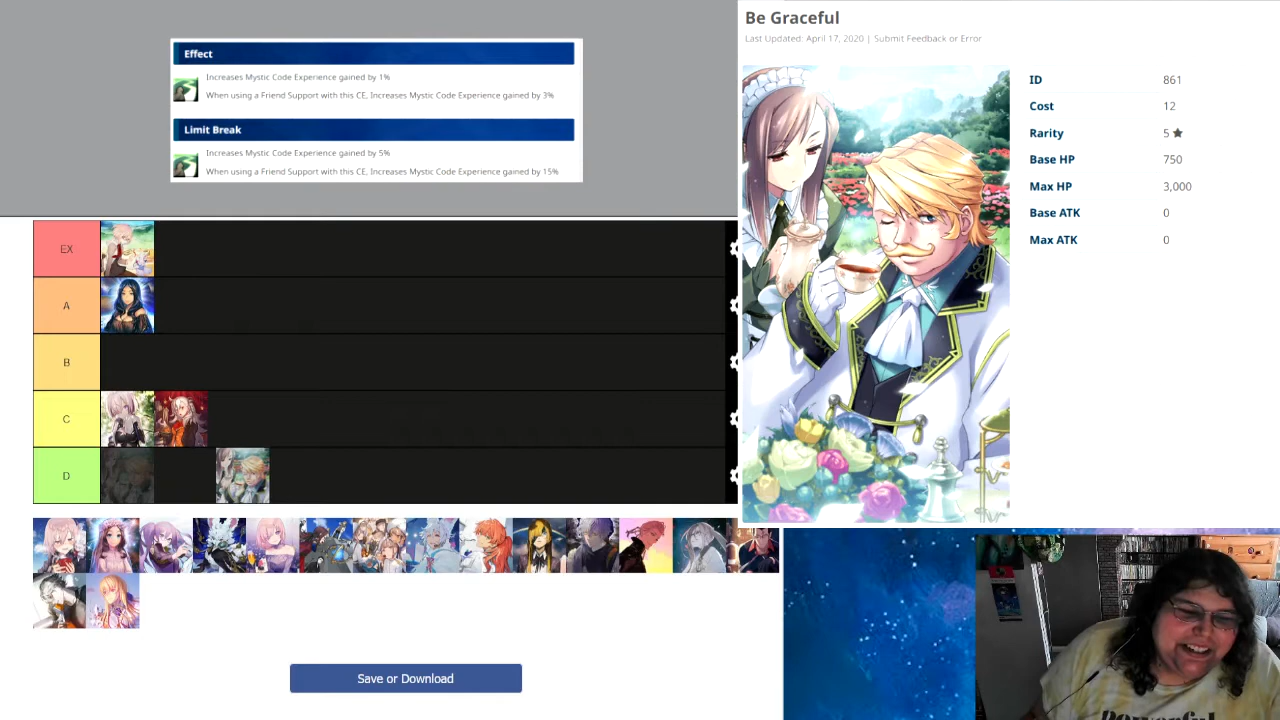 Effect
Increases Mystic Code Experience gained by 1%
When using a Friend Support with this CE, Increases Mystic Code Experience gained by 3%
Limit Break
Increases Mystic Code Experience gained by 5%
When using a Friend Support with this CE, Increases Mystic Code Experience gained by 15%
Be Graceful
Last Updated: April 17, 2020 | Submit Feedback or Error
ID 861
Cost 12
Rarity 5 ★
Base HP 750
Max HP 3,000
Base ATK 0
Max ATK 0
EX
A
B
C
D
Save or Download
Powerful